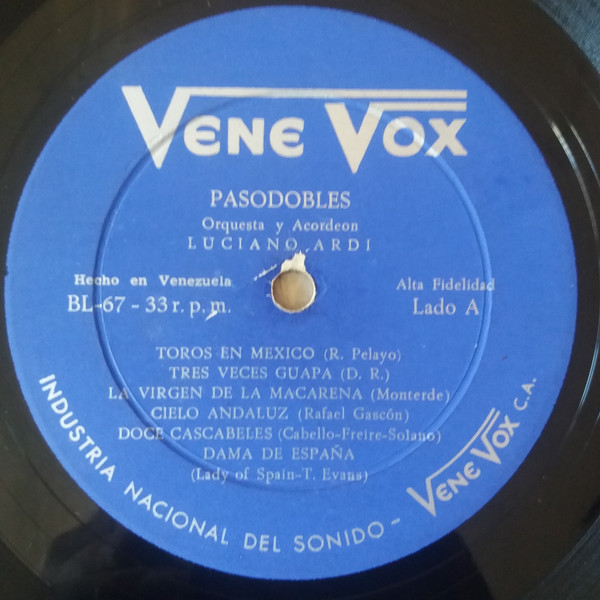 VENE VOX
PASODOBLES
Orquesta y Acordeon
LUCIANO ARDI
Hecho en Venezuela
BL-67 - 33 r. p. m.
Alta Fidelidad
Lado A
TOROS EN MEXICO (R. Pelayo)
TRES VECES GUAPA (D. R.)
LA VIRGEN DE LA MACARENA (Monterde)
CIELO ANDALUZ (Rafael Gascón)
DOCE CASCABELES (Cabello-Freire-Solano)
DAMA DE ESPAÑA
(Lady of Spain-T. Evans)
INDUSTRIA NACIONAL DEL SONIDO - VENE VOX C.A.